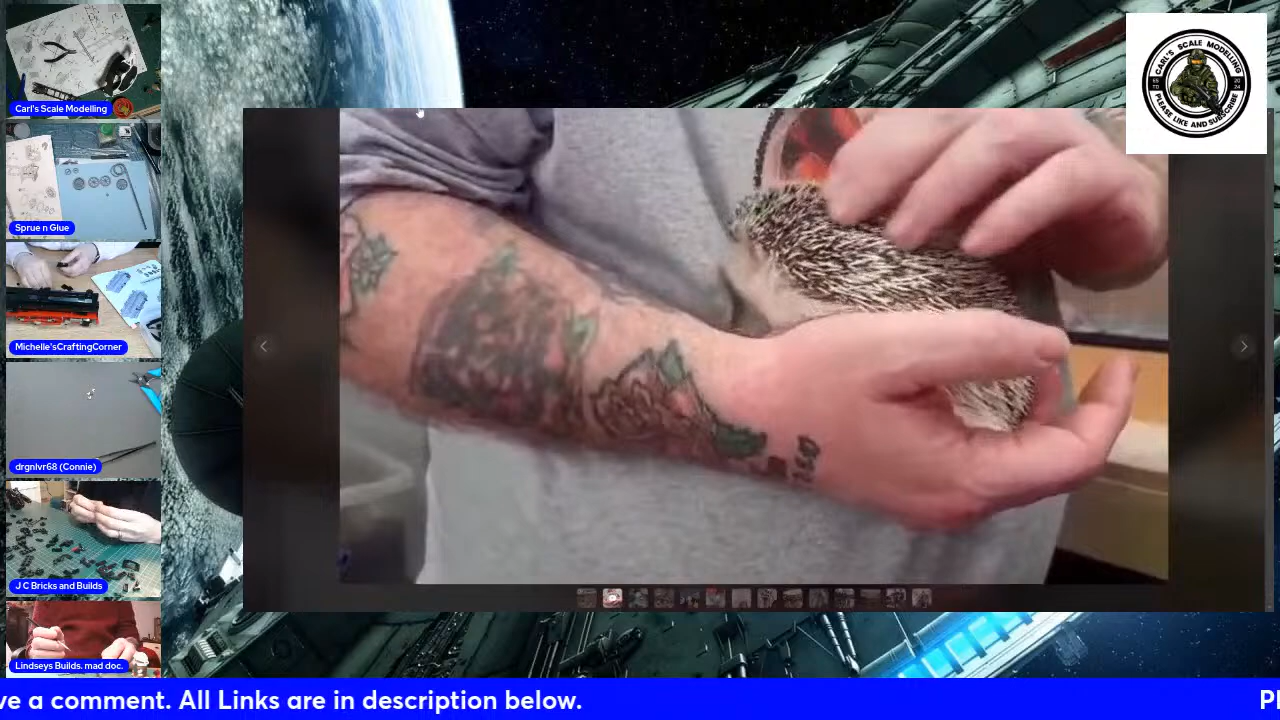 Carl's Scale Modelling
Sprue n Glue
Michelle'sCraftingCorner
drgnlvr68 (Connie)
J C Bricks and Builds
Lindseys Builds. mad doc.
CARL'S SCALE MODELLING
PLEASE LIKE AND SUBSCRIBE
ve a comment. All Links are in description below.